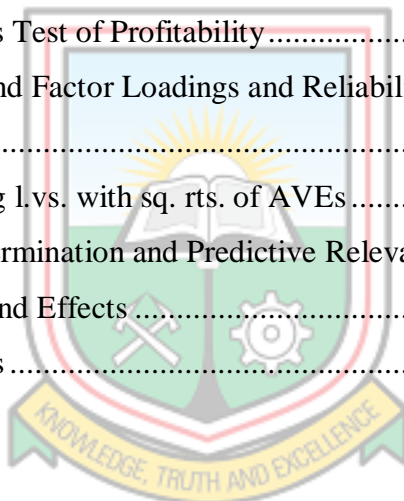 s Test of Profitability......................
nd Factor Loadings and Reliabil
.............................................
g l.vs. with sq. rts. of AVEs.............
ermination and Predictive Releva
nd Effects.....................................
s....................................................
KNOWLEDGE, TRUTH AND EXCELLENCE